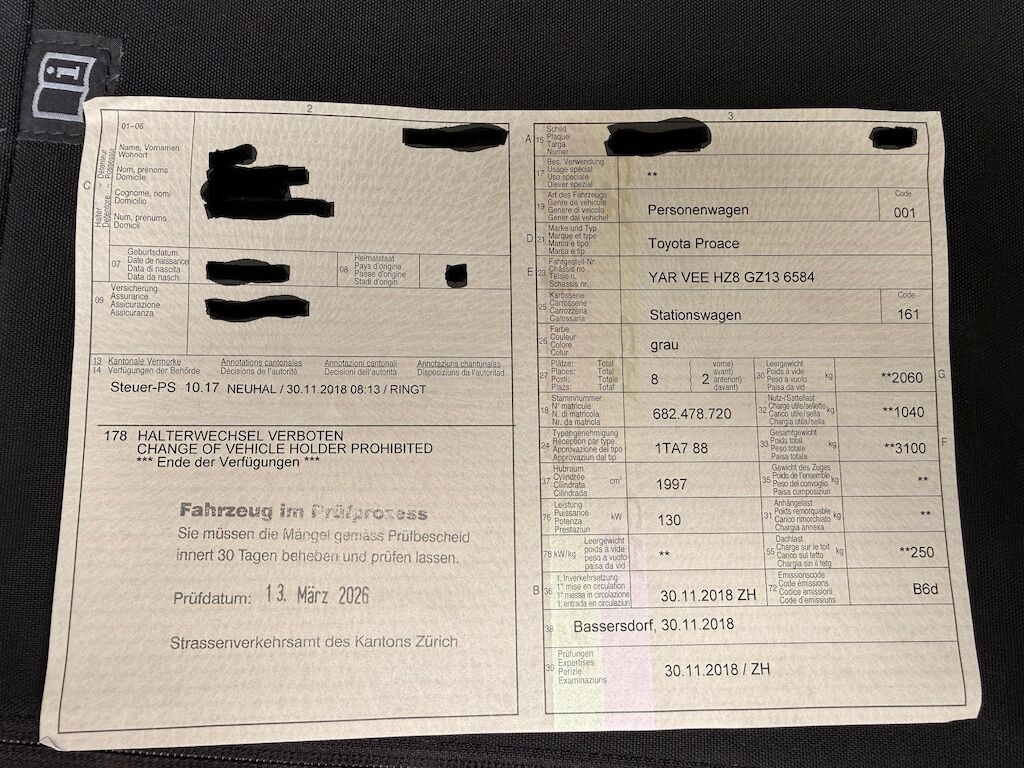 2
01-06
Name, Vornamen
Wohnort
Nom, prénoms
Domicile
Cognome, nomi
Domicilio
Num, prenums
Domicil
C
Halter – Détenteur
Detentore – Possessur
07
Geburtsdatum
Date de naissance
Data di nascita
Data da nasch.
08
Heimatstaat
Pays d'origine
Paese d'origine
Stadi d'origin
09
Versicherung
Assurance
Assicurazione
Assicuranza
13
14
Kantonale Vermerke
Verfügungen der Behörde
Annotations cantonales
Décisions de l'autorité
Annotazioni cantonali
Decisioni dell'autorità
Annotaziuns chantunalas
Disposiziuns da l'autoritad
Steuer-PS 10.17 NEUHAL / 30.11.2018 08:13 / RINGT
178 HALTERWECHSEL VERBOTEN
CHANGE OF VEHICLE HOLDER PROHIBITED
*** Ende der Verfügungen ***
Fahrzeug im Prüfprozess
Sie müssen die Mängel gemäss Prüfbescheid
innert 30 Tagen beheben und prüfen lassen.
Prüfdatum: 13. März 2026
Strassenverkehrsamt des Kantons Zürich
3
A 15
Schild
Plaque
Targa
Numer
17
Bes. Verwendung
Usage spécial
Uso speciale
Diever spezial
**
19
Art des Fahrzeugs
Genre de véhicule
Genere di veicolo
Gener dal vehichel
Personenwagen
Code
001
D 21
Marke und Typ
Marque et type
Marca e tipo
Marca e tip
Toyota Proace
E 23
Fahrgestell-Nr.
Châssis no
Telaio n.
Schassis nr.
YAR VEE HZ8 GZ13 6584
25
Karosserie
Carrosserie
Carrozzeria
Carossaria
Stationswagen
Code
161
26
Farbe
Couleur
Colore
Colur
grau
27
Plätze: Total
Places: Total
Posti: Totale
Plazs: Total
8
2
vorne)
avant)
anteriori)
davant)
30
Leergewicht
Poids à vide
Peso a vuoto
Paisa da vid
kg
**2060
G
18
Stammnummer
N° matricule
N. di matricola
Nr. da matricla
682.478.720
32
Nutz-/Sattellast
Charge utile/sellette
Carico utile/sella
Chargia utila/sella
kg
**1040
24
Typengenehmigung
Réception par type
Approvazione del tipo
Approvaziun dal tip
1TA7 88
33
Gesamtgewicht
Poids total
Peso totale
Paisa totala
kg
**3100
F
37
Hubraum
Cylindrée
Cilindrata
Cilindrada
cm³
1997
35
Gewicht des Zuges
Poids de l'ensemble
Peso del convoglio
Paisa cumposiziun
kg
**
76
Leistung
Puissance
Potenza
Prestaziun
kW
130
31
Anhängelast
Poids remorquable
Carico rimorchiato
Chargia annexa
kg
**
78 kW/kg
Leergewicht
poids à vide
peso a vuoto
paisa da vid
**
55
Dachlast
Charge sur le toit
Carico sul tetto
Chargia sin il tetg
kg
**250
B 36
1. Inverkehrsetzung
1re mise en circulation
1a messa in circolazione
1. entrada en circulaziun
30.11.2018 ZH
72
Emissionscode
Code émissions
Codice emissioni
Code d'emissiuns
B6d
38
Bassersdorf, 30.11.2018
39
Prüfungen
Expertises
Perizie
Examinaziuns
30.11.2018 / ZH